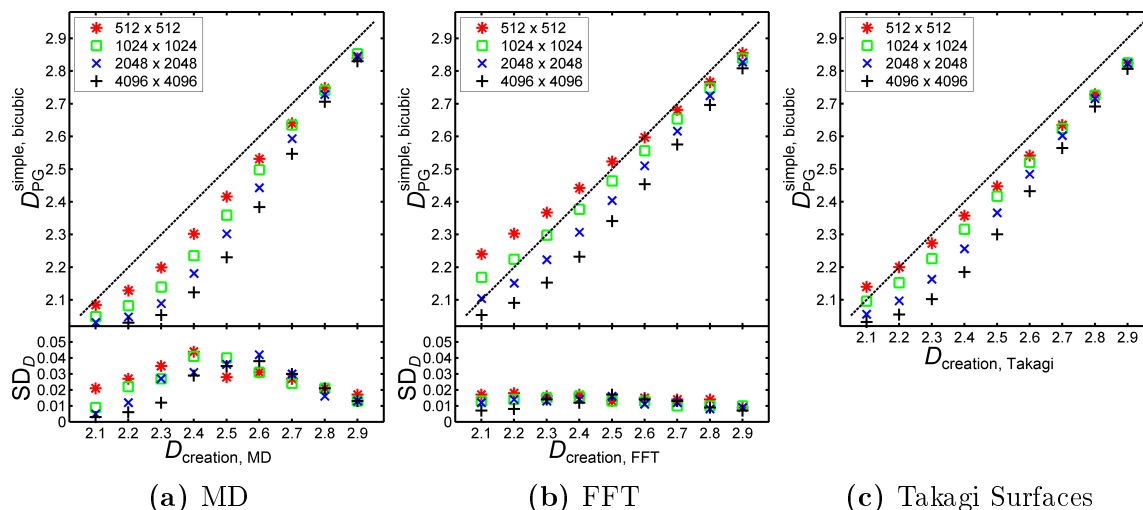 2.9
2.8
2.7
2.6
2.5
2.4
2.3
2.2
2.1
D_PG^simple, bicubic
512 x 512
1024 x 1024
2048 x 2048
4096 x 4096
0.05
0.04
0.03
0.02
0.01
0
SD_D
2.1 2.2 2.3 2.4 2.5 2.6 2.7 2.8 2.9
D_creation, MD
(a) MD
2.9
2.8
2.7
2.6
2.5
2.4
2.3
2.2
2.1
D_PG^simple, bicubic
512 x 512
1024 x 1024
2048 x 2048
4096 x 4096
0.05
0.04
0.03
0.02
0.01
0
SD_D
2.1 2.2 2.3 2.4 2.5 2.6 2.7 2.8 2.9
D_creation, FFT
(b) FFT
2.9
2.8
2.7
2.6
2.5
2.4
2.3
2.2
2.1
D_PG^simple, bicubic
512 x 512
1024 x 1024
2048 x 2048
4096 x 4096
2.1 2.2 2.3 2.4 2.5 2.6 2.7 2.8 2.9
D_creation, Takagi
(c) Takagi Surfaces